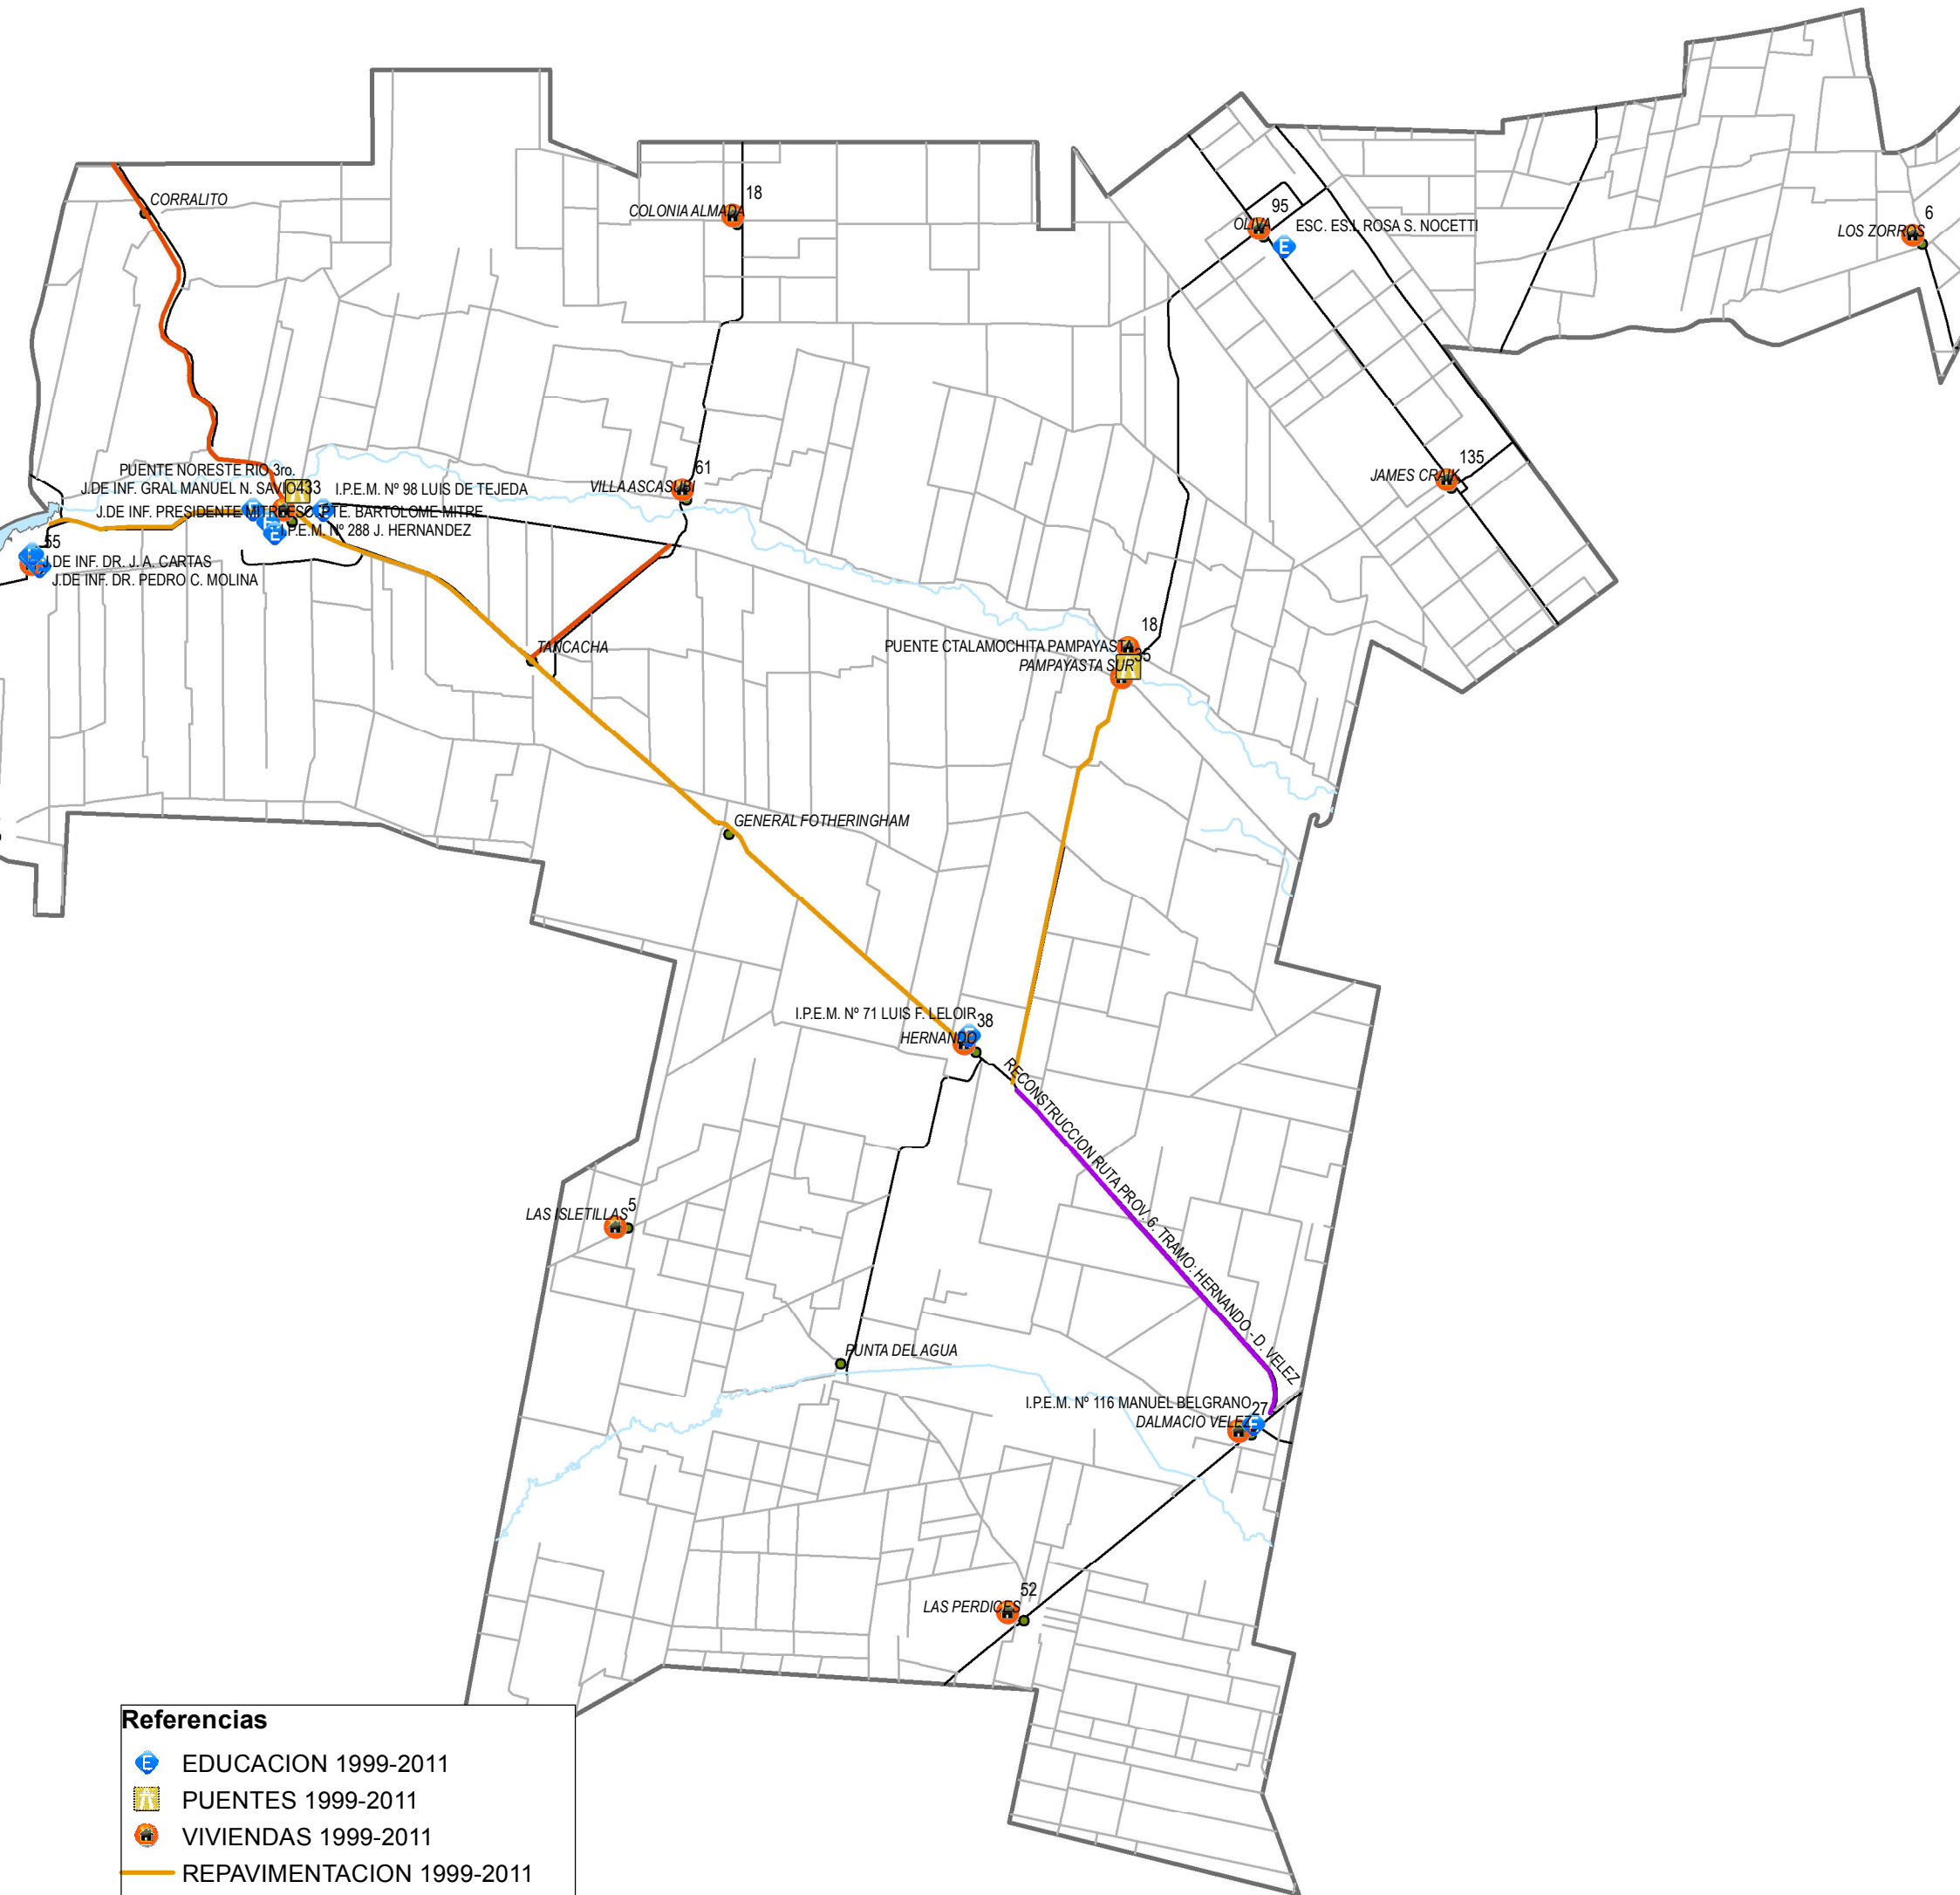 CORRALITO
18
COLONIA ALMADA
95
OLIVA
ESC. ES.L ROSA S. NOCETTI
6
LOS ZORROS
PUENTE NORESTE RIO 3ro.
J.DE INF. GRAL MANUEL N. SAVIO
433
I.P.E.M. Nº 98 LUIS DE TEJEDA
J.DE INF. PRESIDENTE MITRE
ESC. PTE. BARTOLOME MITRE
I.P.E.M. Nº 288 J. HERNANDEZ
61
VILLA ASCASUBI
135
JAMES CRAIK
55
J.DE INF. DR. J. A. CARTAS
J.DE INF. DR. PEDRO C. MOLINA
TANCACHA
18
PUENTE CTALAMOCHITA PAMPAYASTA
35
PAMPAYASTA SUR
GENERAL FOTHERINGHAM
I.P.E.M. Nº 71 LUIS F. LELOIR
38
HERNANDO
RECONSTRUCCION RUTA PROV. 6. TRAMO: HERNANDO - D. VELEZ
5
LAS ISLETILLAS
PUNTA DEL AGUA
I.P.E.M. Nº 116 MANUEL BELGRANO
27
DALMACIO VELEZ
52
LAS PERDICES
Referencias
E EDUCACION 1999-2011
PUENTES 1999-2011
VIVIENDAS 1999-2011
REPAVIMENTACION 1999-2011